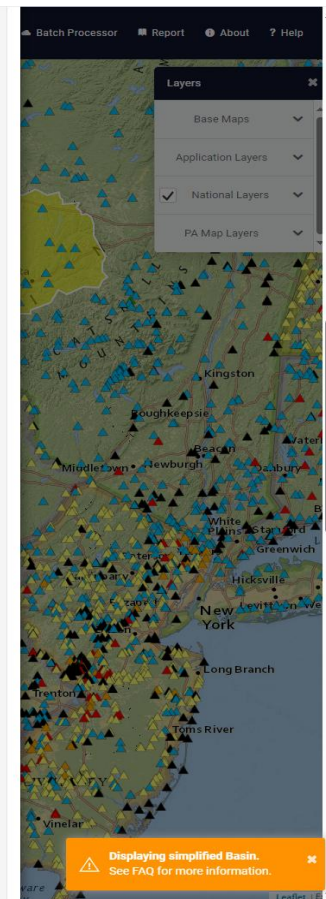 Batch Processor Report About ? Help
Layers
Base Maps
Application Layers
National Layers
PA Map Layers
CATSKILL
MOUNTAINS
Kingston
Poughkeepsie
Beacon
Middletown Newburgh Danbury
White
Plains Stamford
Greenwich
Hicksville
New
York
Long Branch
Trenton
Toms River
Displaying simplified Basin.
See FAQ for more information.
Leaflet